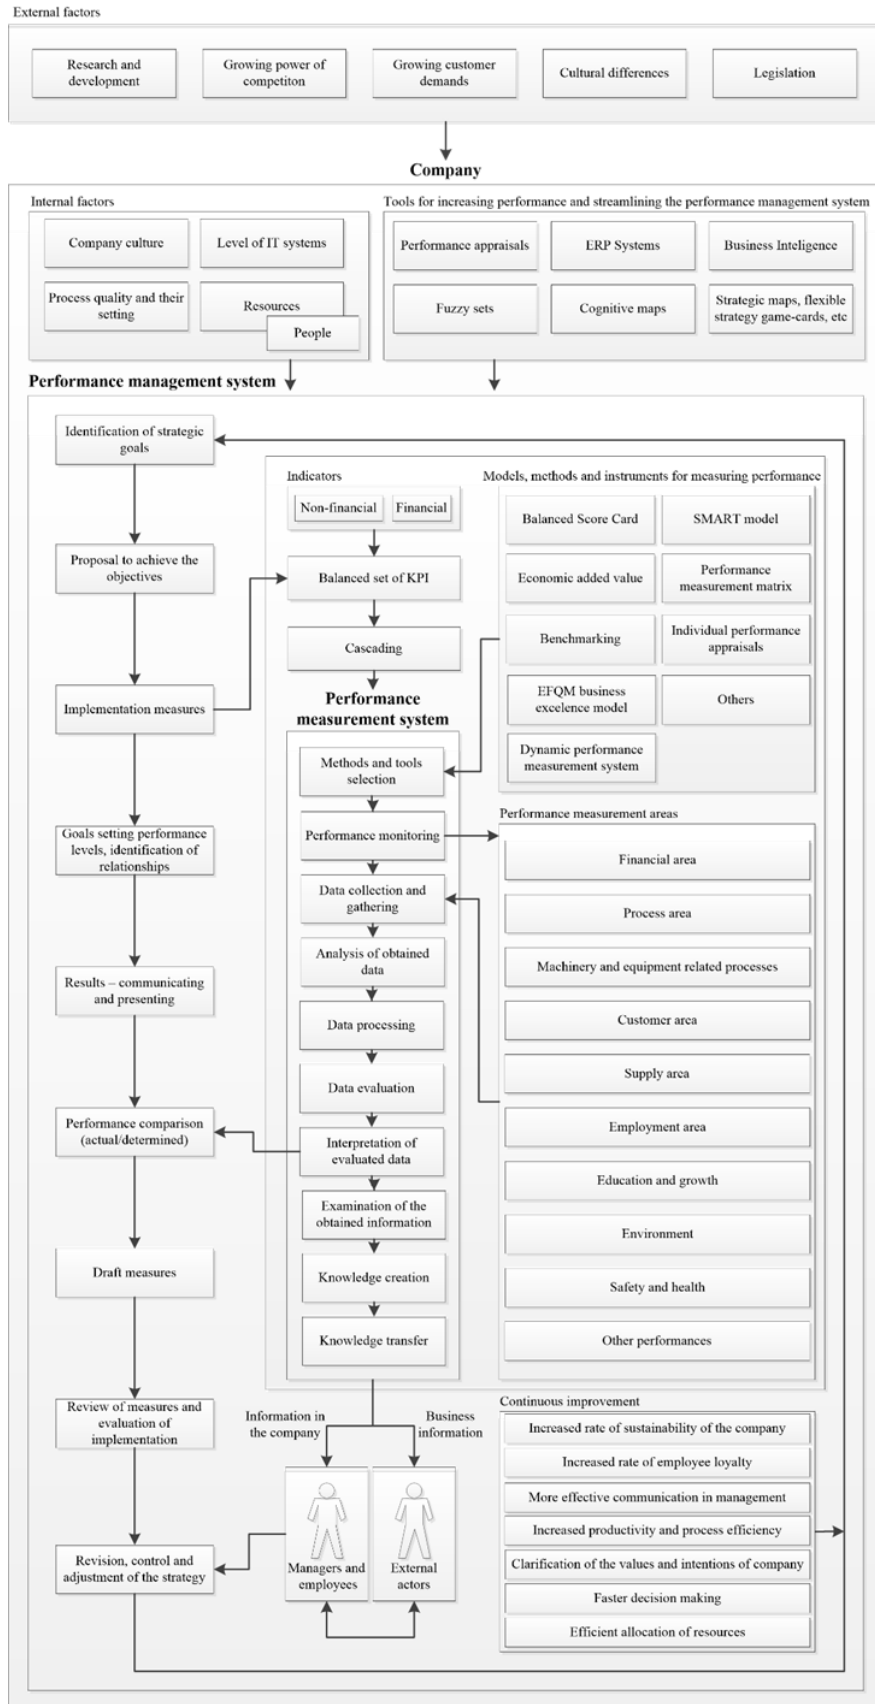 External factors
Research and
development
Growing power of
competiton
Growing customer
demands
Cultural differences
Legislation
Company
Internal factors
Company culture
Level of IT systems
Process quality and their
setting
Resources
People
Tools for increasing performance and streamlining the performance management system
Performance appraisals
ERP Systems
Business Inteligence
Fuzzy sets
Cognitive maps
Strategic maps, flexible
strategy game-cards, etc
Performance management system
Identification of strategic
goals
Proposal to achieve the
objectives
Implementation measures
Goals setting performance
levels, identification of
relationships
Results – communicating
and presenting
Performance comparison
(actual/determined)
Draft measures
Review of measures and
evaluation of
implementation
Revision, control and
adjustment of the strategy
Indicators
Non-financial
Financial
Balanced set of KPI
Cascading
Performance
measurement system
Methods and tools
selection
Performance monitoring
Data collection and
gathering
Analysis of obtained
data
Data processing
Data evaluation
Interpretation of
evaluated data
Examination of the
obtained information
Knowledge creation
Knowledge transfer
Models, methods and instruments for measuring performance
Balanced Score Card
SMART model
Economic added value
Performance
measurement matrix
Benchmarking
Individual performance
appraisals
EFQM business
excelence model
Others
Dynamic performance
measurement system
Performance measurement areas
Financial area
Process area
Machinery and equipment related processes
Customer area
Supply area
Employment area
Education and growth
Environment
Safety and health
Other performances
Information in
the company
Business
information
Managers and
employees
External
actors
Continuous improvement
Increased rate of sustainability of the company
Increased rate of employee loyalty
More effective communication in management
Increased productivity and process efficiency
Clarification of the values and intentions of company
Faster decision making
Efficient allocation of resources